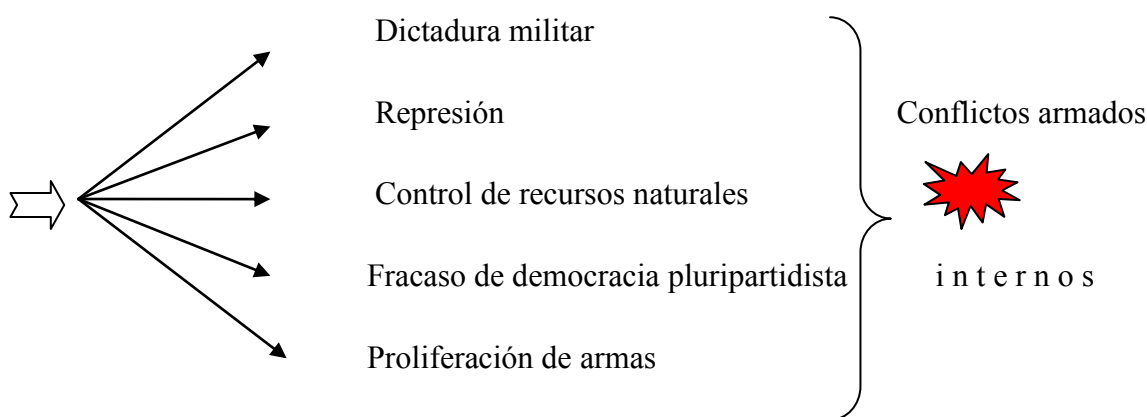 Dictadura militar
Represión
Conflictos armados
Control de recursos naturales
Fracaso de democracia pluripartidista
i n t e r n o s
Proliferación de armas